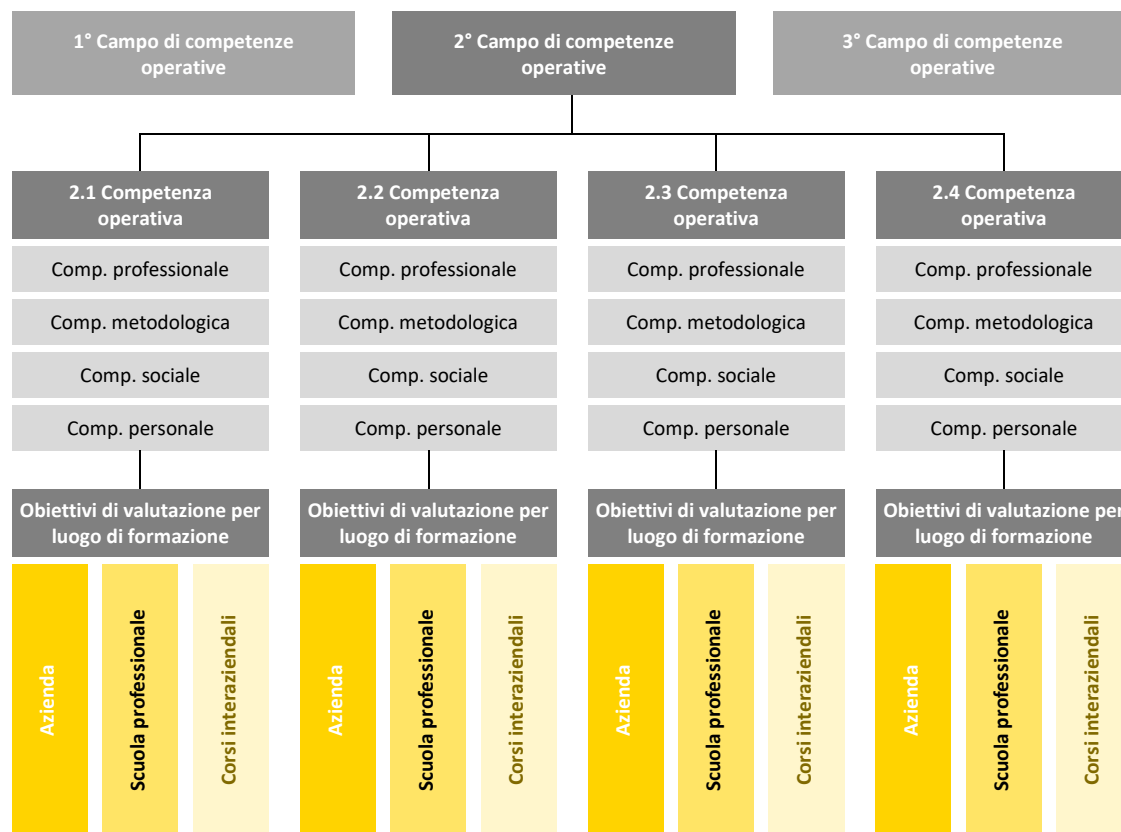 1° Campo di competenze
operative
2° Campo di competenze
operative
3° Campo di competenze
operative
2.1 Competenza
operativa
2.2 Competenza
operativa
2.3 Competenza
operativa
2.4 Competenza
operativa
Comp. professionale
Comp. professionale
Comp. professionale
Comp. professionale
Comp. metodologica
Comp. metodologica
Comp. metodologica
Comp. metodologica
Comp. sociale
Comp. sociale
Comp. sociale
Comp. sociale
Comp. personale
Comp. personale
Comp. personale
Comp. personale
Obiettivi di valutazione per
luogo di formazione
Obiettivi di valutazione per
luogo di formazione
Obiettivi di valutazione per
luogo di formazione
Obiettivi di valutazione per
luogo di formazione
Azienda
Scuola professionale
Corsi interaziendali
Azienda
Scuola professionale
Corsi interaziendali
Azienda
Scuola professionale
Corsi interaziendali
Azienda
Scuola professionale
Corsi interaziendali